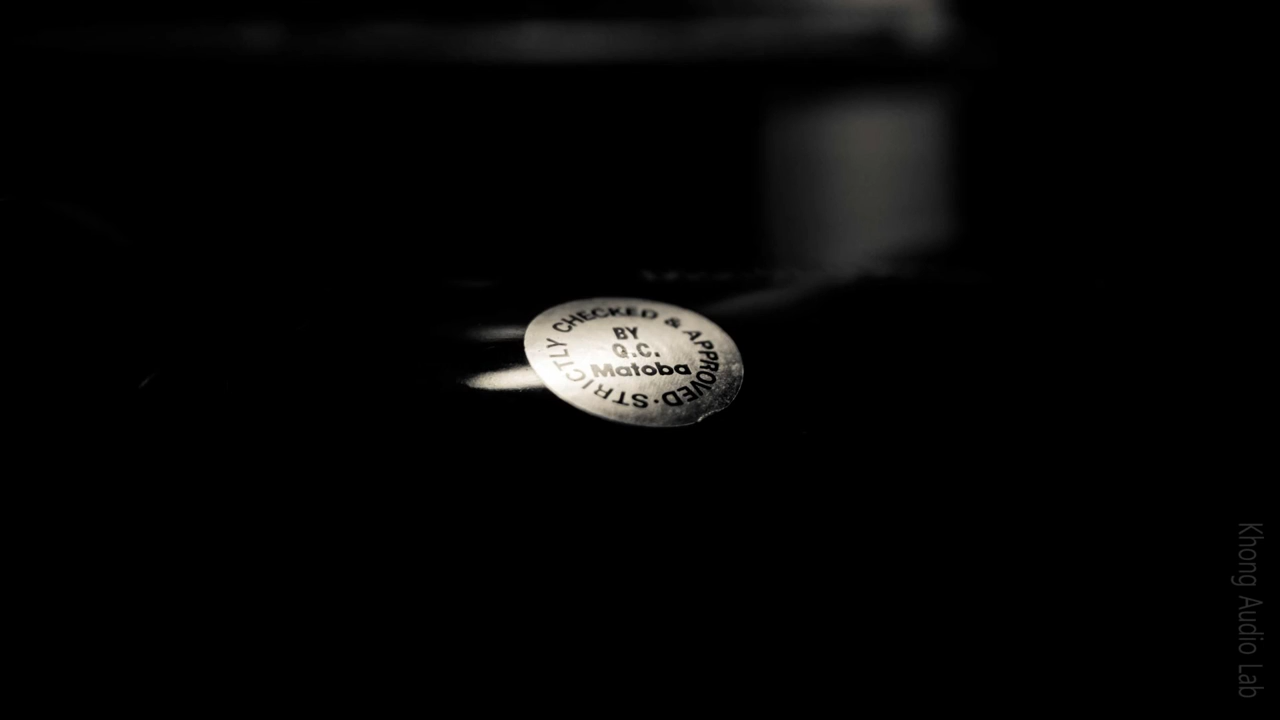 STRICTLY CHECKED & APPROVED·
BY
Q.C.
Matoba
Khong Audio Lab